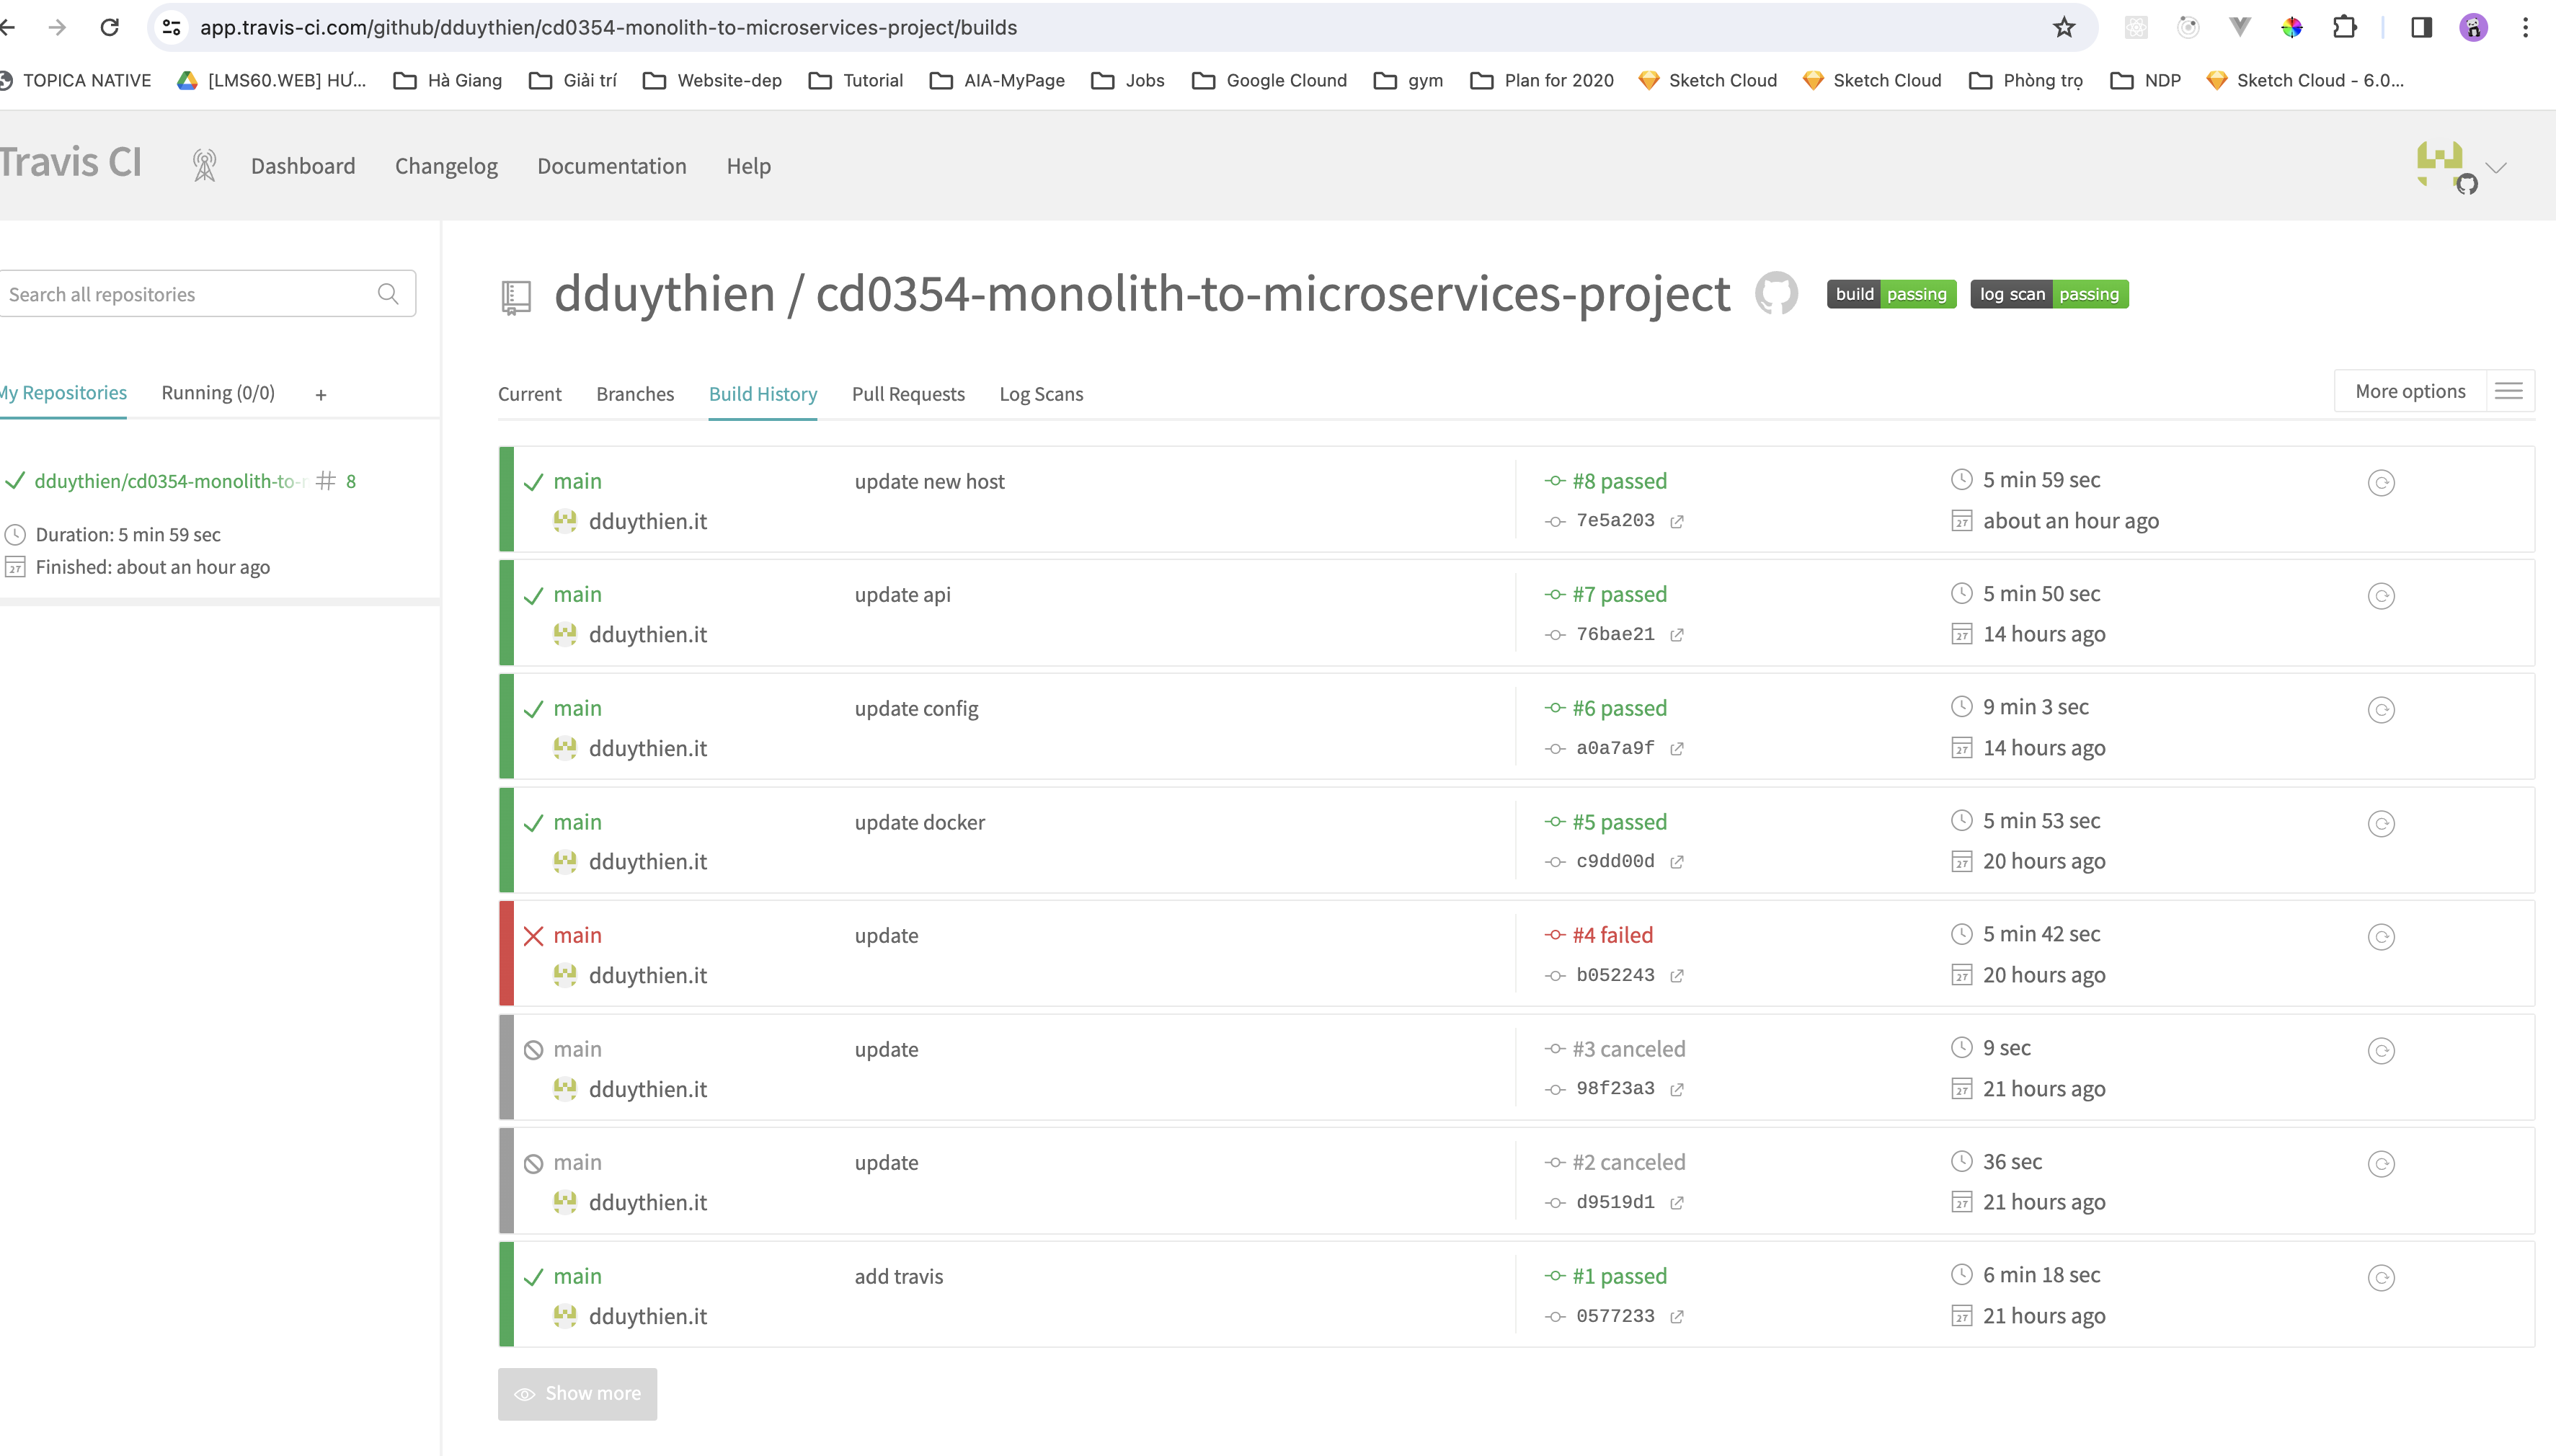 app.travis-ci.com/github/dduythien/cd0354-monolith-to-microservices-project/builds
TOPICA NATIVE [LMS60.WEB] HƯ... Hà Giang Giải trí Website-dep Tutorial AIA-MyPage Jobs Google Clound gym Plan for 2020 Sketch Cloud Sketch Cloud Phòng trọ NDP Sketch Cloud - 6.0...
Travis CI Dashboard Changelog Documentation Help
Search all repositories
My Repositories Running (0/0) +
dduythien/cd0354-monolith-to- # 8
Duration: 5 min 59 sec
Finished: about an hour ago
dduythien / cd0354-monolith-to-microservices-project build passing log scan passing
Current Branches Build History Pull Requests Log Scans More options
main update new host #8 passed 5 min 59 sec
dduythien.it 7e5a203 about an hour ago
main update api #7 passed 5 min 50 sec
dduythien.it 76bae21 14 hours ago
main update config #6 passed 9 min 3 sec
dduythien.it a0a7a9f 14 hours ago
main update docker #5 passed 5 min 53 sec
dduythien.it c9dd00d 20 hours ago
main update #4 failed 5 min 42 sec
dduythien.it b052243 20 hours ago
main update #3 canceled 9 sec
dduythien.it 98f23a3 21 hours ago
main update #2 canceled 36 sec
dduythien.it d9519d1 21 hours ago
main add travis #1 passed 6 min 18 sec
dduythien.it 0577233 21 hours ago
Show more